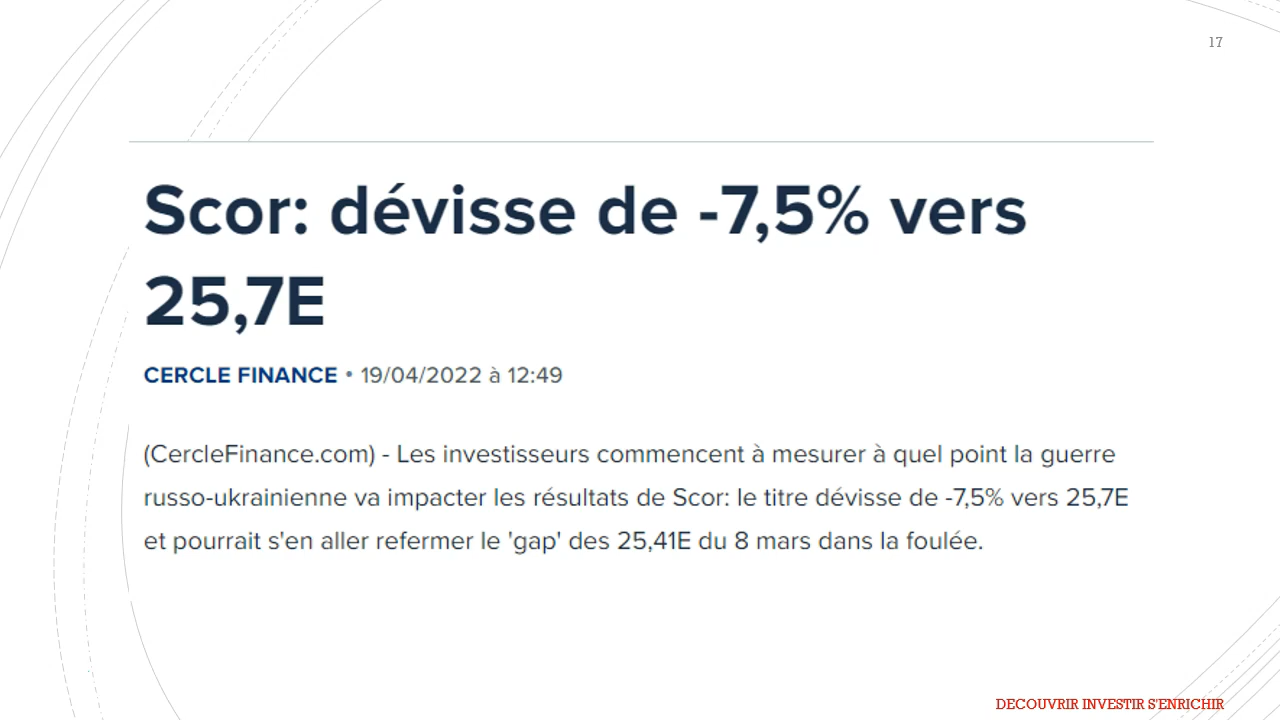 17
Scor: dévisse de -7,5% vers
25,7E
CERCLE FINANCE • 19/04/2022 à 12:49
(CercleFinance.com) - Les investisseurs commencent à mesurer à quel point la guerre
russo-ukrainienne va impacter les résultats de Scor: le titre dévisse de -7,5% vers 25,7E
et pourrait s'en aller refermer le 'gap' des 25,41E du 8 mars dans la foulée.
DECOUVRIR INVESTIR S'ENRICHIR